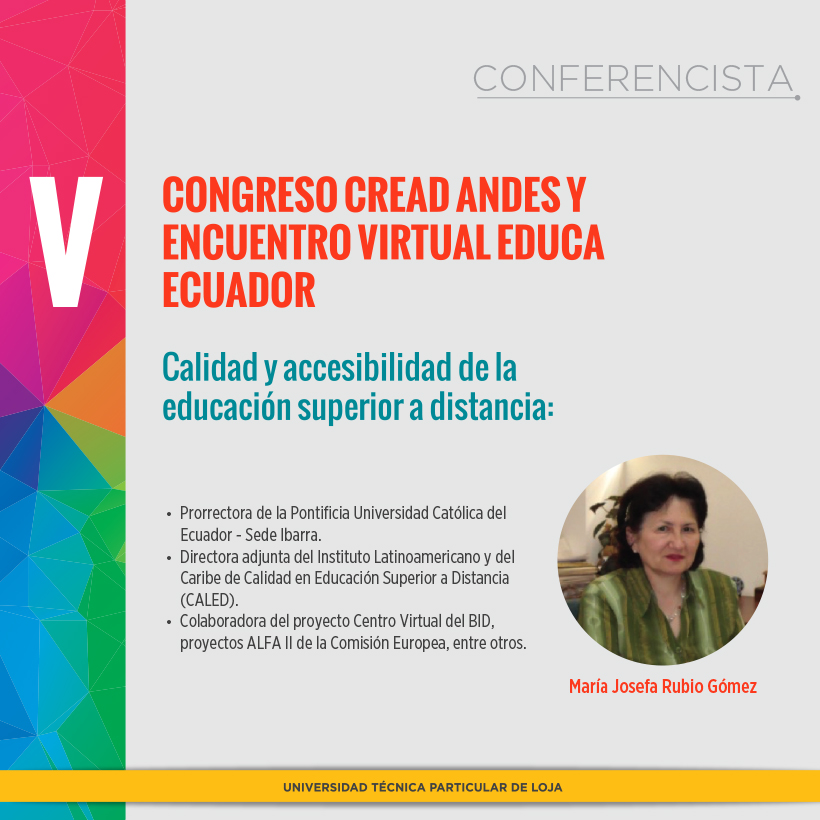 CONFERENCISTA
V
CONGRESO CREAD ANDES Y
ENCUENTRO VIRTUAL EDUCA
ECUADOR
Calidad y accesibilidad de la
educación superior a distancia:
• Prorrectora de la Pontificia Universidad Católica del
Ecuador - Sede Ibarra.
• Directora adjunta del Instituto Latinoamericano y del
Caribe de Calidad en Educación Superior a Distancia
(CALED).
• Colaboradora del proyecto Centro Virtual del BID,
proyectos ALFA II de la Comisión Europea, entre otros.
María Josefa Rubio Gómez
UNIVERSIDAD TÉCNICA PARTICULAR DE LOJA